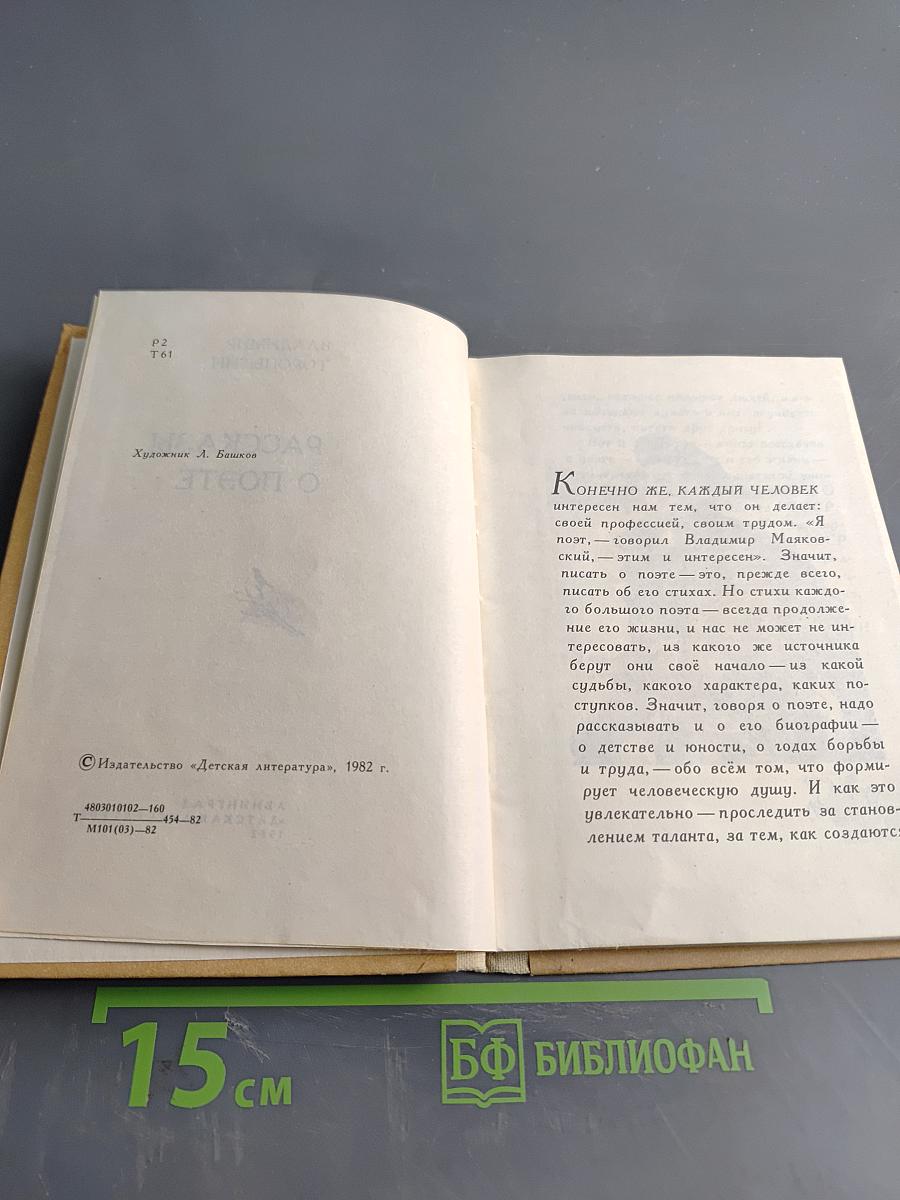 Р2
Т61
Художник Л. Башков
© Издательство «Детская литература», 1982 г.
4803010102—160
Т————454—82
М101(03)—82
КОНЕЧНО ЖЕ, КАЖДЫЙ ЧЕЛОВЕК
интересен нам тем, что он делает:
своей профессией, своим трудом. «Я
поэт, — говорил Владимир Маяков-
ский, — этим и интересен». Значит,
писать о поэте — это, прежде всего,
писать об его стихах. Но стихи каждо-
го большого поэта — всегда продолже-
ние его жизни, и нас не может не ин-
тересовать, из какого же источника
берут они своё начало — из какой
судьбы, какого характера, каких по-
ступков. Значит, говоря о поэте, надо
рассказывать и о его биографии —
о детстве и юности, о годах борьбы
и труда, — обо всём том, что форми-
рует человеческую душу. И как это
увлекательно — проследить за станов-
лением таланта, за тем, как создаются
15 см
БФ БИБЛИОФАН